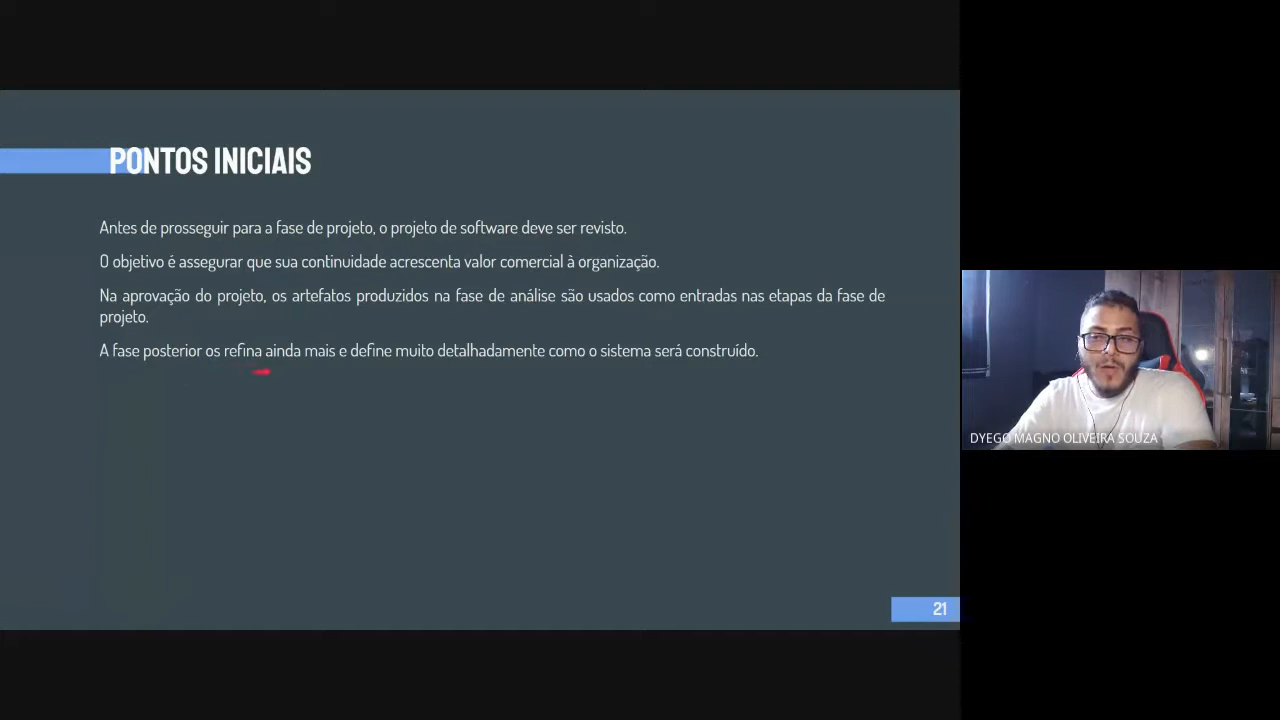 PONTOS INICIAIS
Antes de prosseguir para a fase de projeto, o projeto de software deve ser revisto.
O objetivo é assegurar que sua continuidade acrescenta valor comercial à organização.
Na aprovação do projeto, os artefatos produzidos na fase de análise são usados como entradas nas etapas da fase de
projeto.
A fase posterior os refina ainda mais e define muito detalhadamente como o sistema será construído.
21
DYEGO MAGNO OLIVEIRA SOUZA